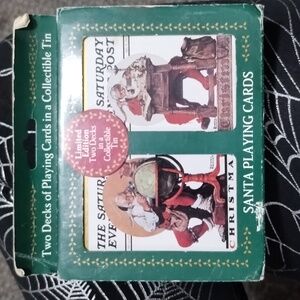 Two Decks of Playing Cards in a Collectible Tin
Limited
Edition
Two Decks
in a
Collectible
Tin
SATURDAY
POST
THE SATUR
EVE
CHRISTMA
SANTA PLAYING CARDS